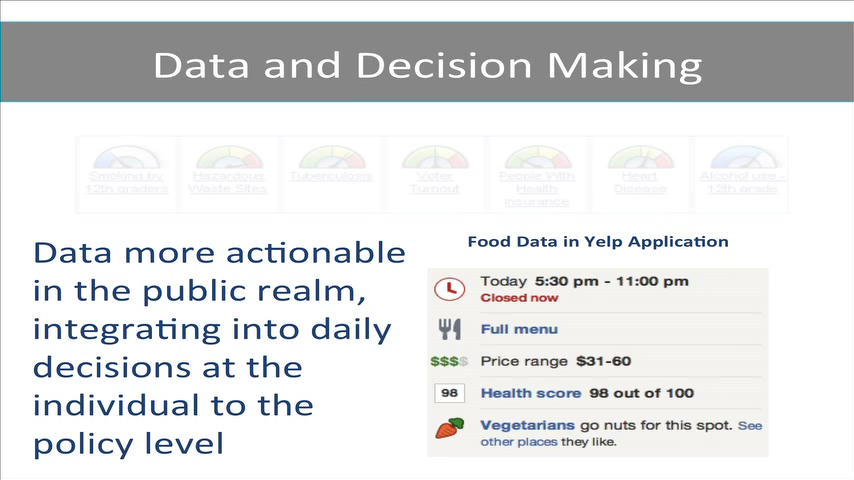 Data and Decision Making
Smoking by Hazardous Tuberculosis Voter People With Heart Alcohol use -
12th graders Waste Sites Turnout Health Disease 12th grade
Insurance
Data more actionable
in the public realm,
integrating into daily
decisions at the
individual to the
policy level
Food Data in Yelp Application
Today 5:30 pm - 11:00 pm
Closed now
Full menu
$$$$ Price range $31-60
98 Health score 98 out of 100
Vegetarians go nuts for this spot. See
other places they like.